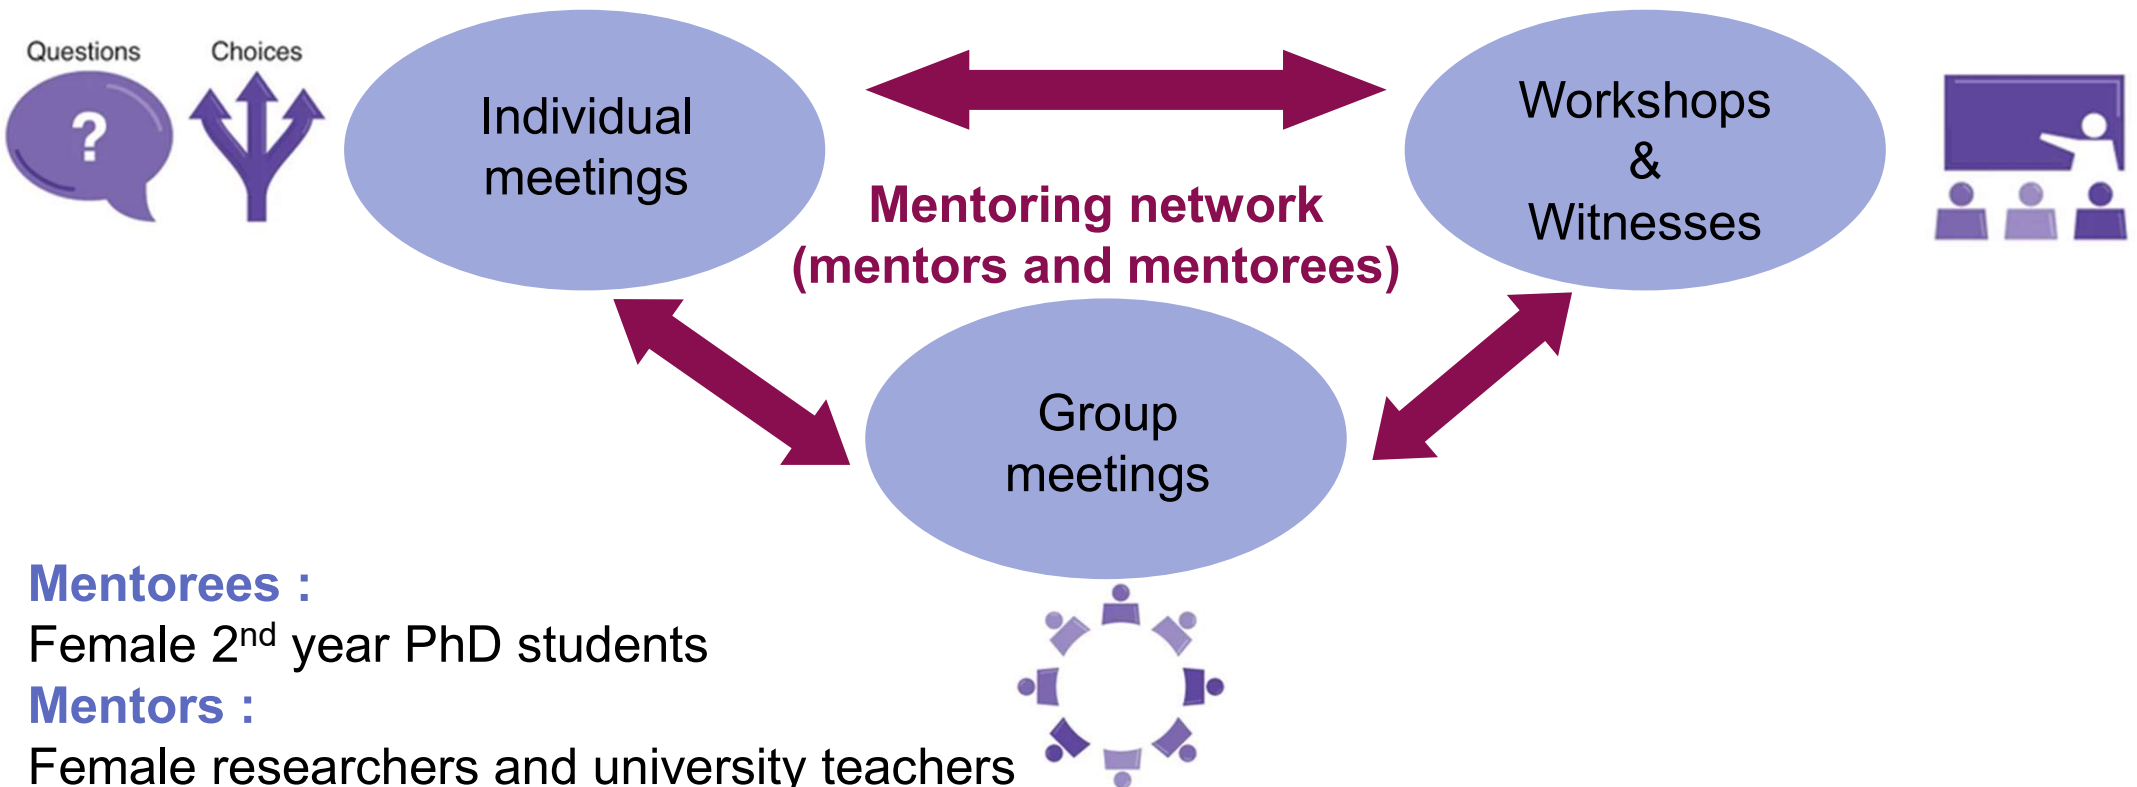 Questions
Choices
?
Individual
meetings
Workshops
&
Witnesses
Mentoring network
(mentors and mentorees)
Group
meetings
Mentorees :
Female 2nd year PhD students
Mentors :
Female researchers and university teachers